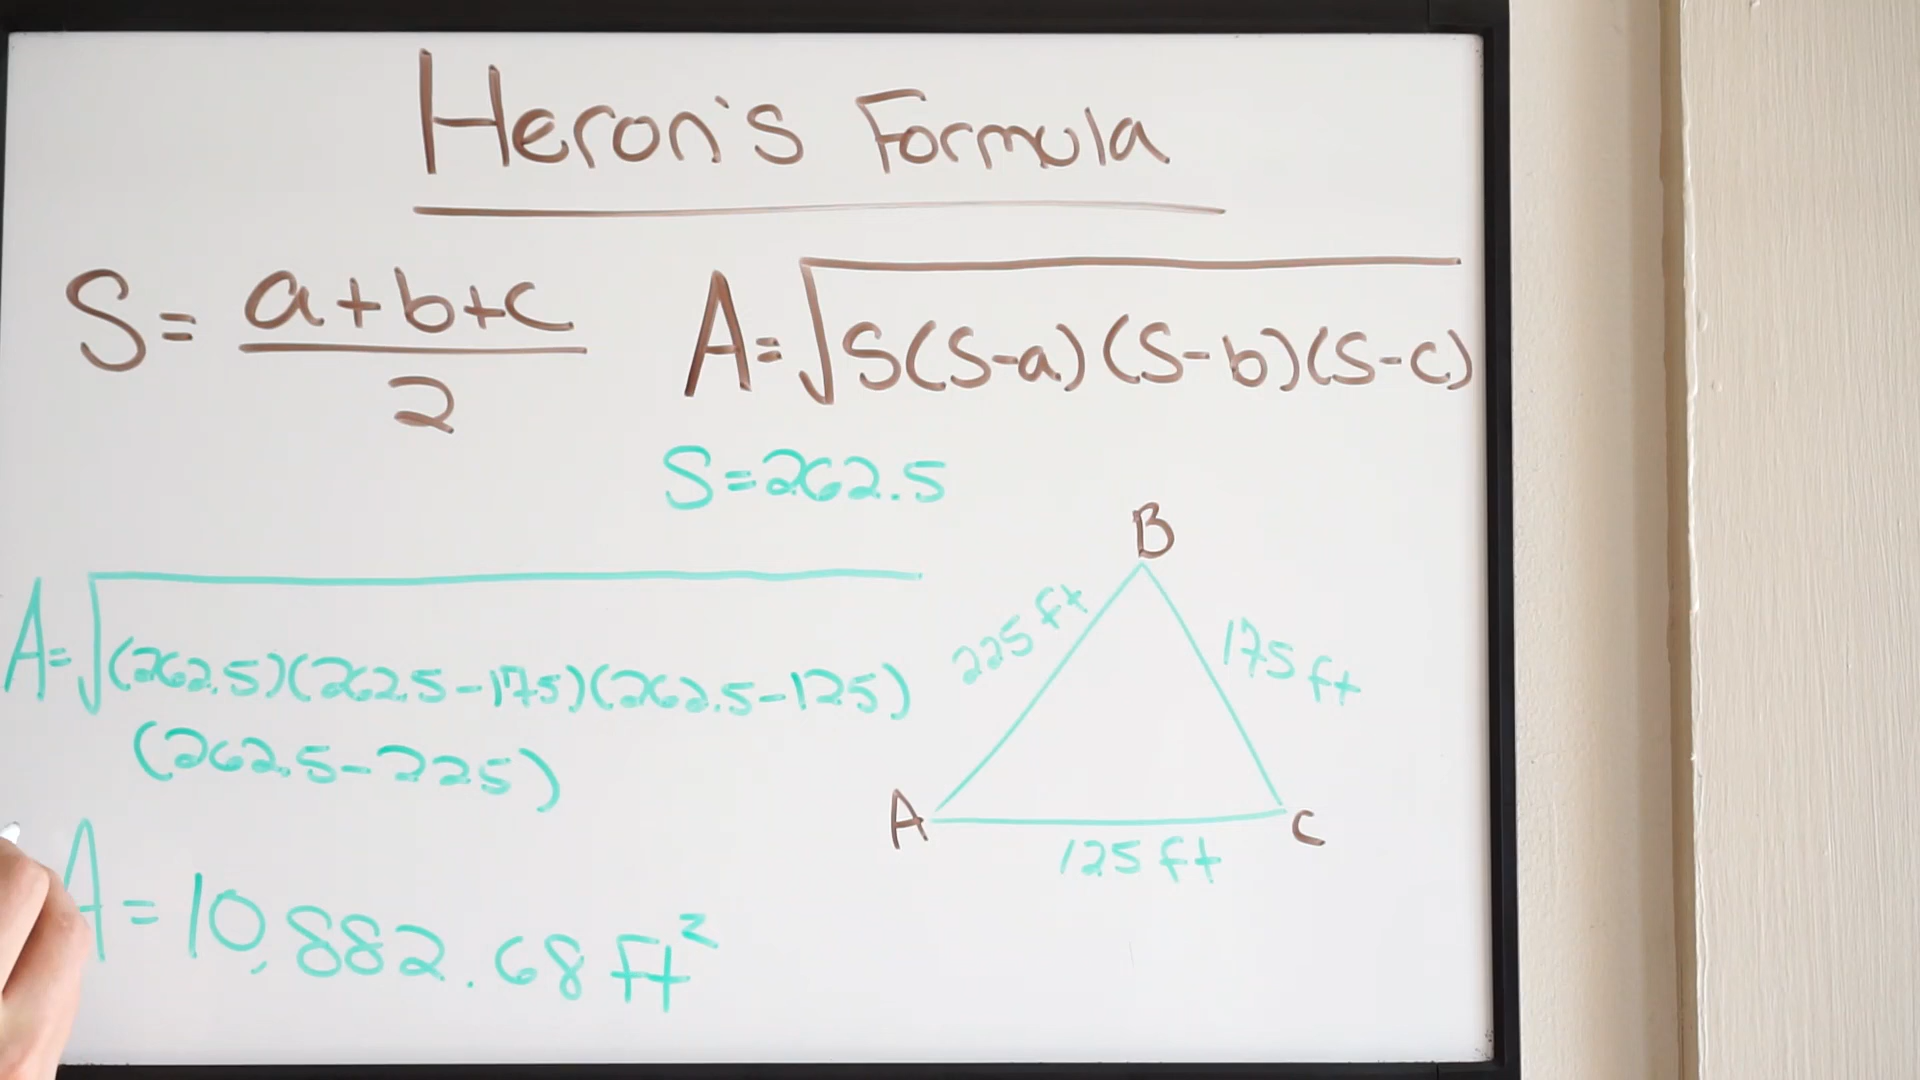 Heron's Formula
S = a+b+c / 2
A = √S(S-a)(S-b)(S-c)
S = 262.5
A = √(262.5)(262.5-175)(262.5-125)
(262.5-225)
A = 10,882.68 ft²
B
225 ft
175 ft
A
C
125 ft